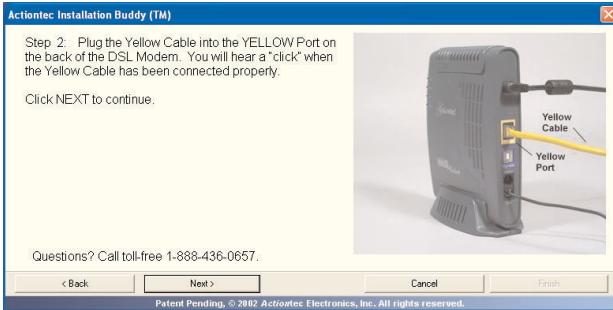 Actiontec Installation Buddy (TM)
Step 2: Plug the Yellow Cable into the YELLOW Port on
the back of the DSL Modem. You will hear a "click" when
the Yellow Cable has been connected properly.
Click NEXT to continue.
Yellow
Cable
Yellow
Port
Actiontec
Questions? Call toll-free 1-888-436-0657.
< Back
Next >
Cancel
Finish
Patent Pending, © 2002 Actiontec Electronics, Inc. All rights reserved.